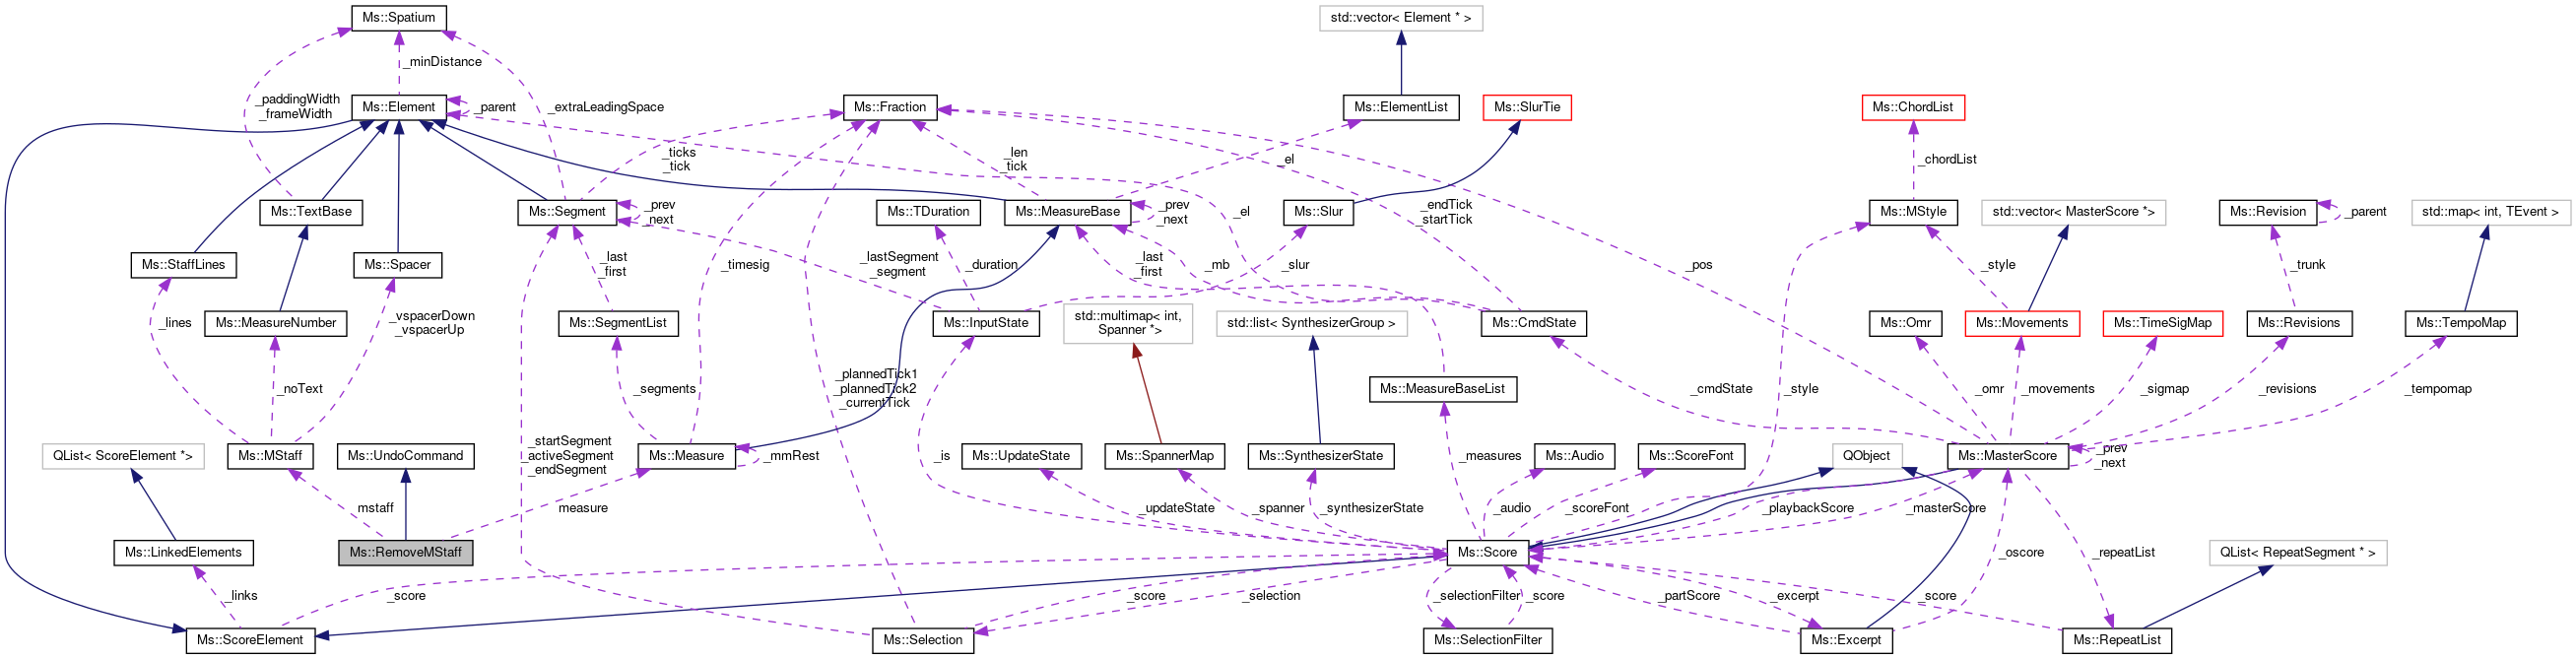 Ms::Spatium
std::vector< Element * >
_minDistance
Ms::Element
_parent
_paddingWidth
_frameWidth
_extraLeadingSpace
Ms::Fraction
Ms::ElementList
Ms::SlurTie
Ms::ChordList
_ticks
_tick
_len
_tick
_el
_chordList
Ms::TextBase
Ms::Segment
_prev
_next
Ms::TDuration
Ms::MeasureBase
_prev
_next
_el
Ms::Slur
_endTick
_startTick
Ms::MStyle
std::vector< MasterScore *>
Ms::Revision
_parent
std::map< int, TEvent >
Ms::StaffLines
Ms::Spacer
_last
_first
_timesig
_lastSegment
_segment
_duration
_last
_first
_mb
_slur
_pos
_style
_trunk
_lines
Ms::MeasureNumber
_vspacerDown
_vspacerUp
Ms::SegmentList
Ms::InputState
std::multimap< int,
Spanner *>
std::list< SynthesizerGroup >
Ms::CmdState
Ms::Omr
Ms::Movements
Ms::TimeSigMap
Ms::Revisions
Ms::TempoMap
_noText
_segments
_plannedTick1
_plannedTick2
_currentTick
Ms::MeasureBaseList
_cmdState
_style
_omr
_movements
_sigmap
_revisions
_tempomap
QList< ScoreElement *>
Ms::MStaff
Ms::UndoCommand
_startSegment
_activeSegment
_endSegment
Ms::Measure
_mmRest
_is
Ms::UpdateState
Ms::SpannerMap
Ms::SynthesizerState
_measures
Ms::Audio
Ms::ScoreFont
QObject
Ms::MasterScore
_prev
_next
mstaff
measure
_updateState
_spanner
_synthesizerState
_audio
_scoreFont
_playbackScore
_masterScore
Ms::LinkedElements
Ms::RemoveMStaff
Ms::Score
_oscore
_repeatList
QList< RepeatSegment * >
_links
_score
_score
_selection
_selectionFilter
_score
_partScore
_excerpt
_score
Ms::ScoreElement
Ms::Selection
Ms::SelectionFilter
Ms::Excerpt
Ms::RepeatList